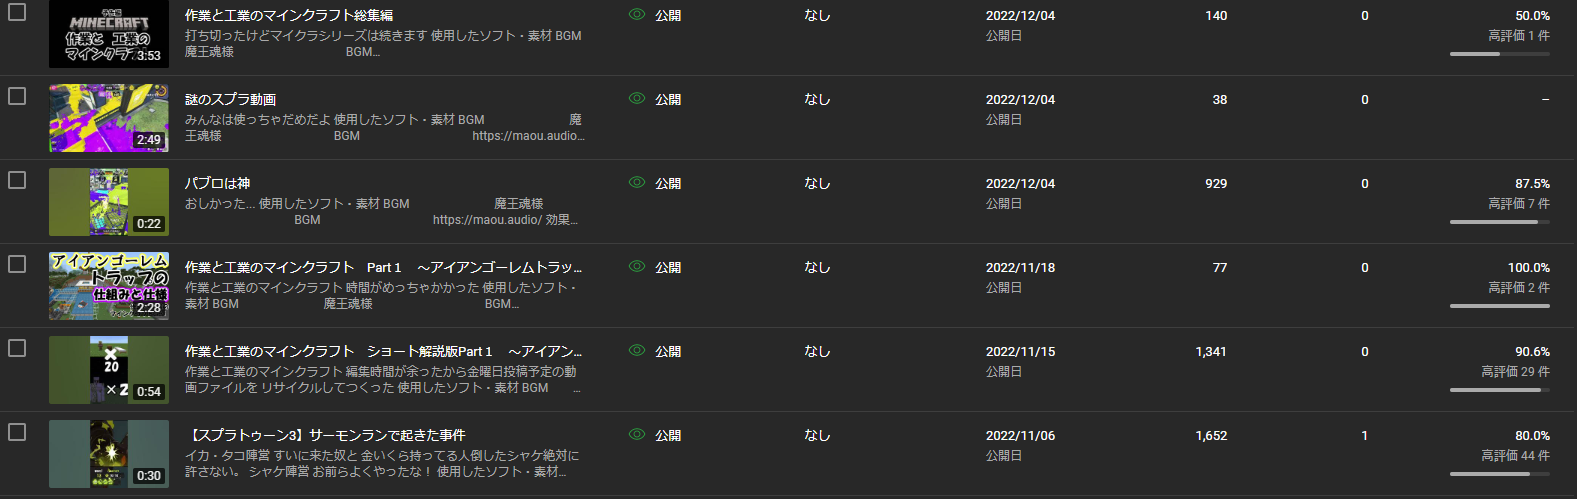 MINECRAFT
作業と 工業の
マインクラフト
3:53
作業と工業のマインクラフト総集編
打ち切ったけどマイクラシリーズは続きます 使用したソフト・素材 BGM
魔王魂様 BGM...
公開
なし
2022/12/04
公開日
140
0
50.0%
高評価 1 件
2:49
謎のスプラ動画
みんなは使っちゃだめだよ 使用したソフト・素材 BGM 魔
王魂様 BGM https://maou.audio...
公開
なし
2022/12/04
公開日
38
0
–
0:22
パブロは神
おしかった... 使用したソフト・素材 BGM 魔王魂様
BGM https://maou.audio/ 効果...
公開
なし
2022/12/04
公開日
929
0
87.5%
高評価 7 件
アイアンゴーレム
トラップの
仕組みと仕様
2:28
作業と工業のマインクラフト Part 1 ～アイアンゴーレムトラッ...
作業と工業のマインクラフト 時間がめっちゃかかった 使用したソフト・
素材 BGM 魔王魂様 BGM...
公開
なし
2022/11/18
公開日
77
0
100.0%
高評価 2 件
×
20
×2
0:54
作業と工業のマインクラフト ショート解説版Part 1 ～アイアン...
作業と工業のマインクラフト 編集時間が余ったから金曜日投稿予定の動
画ファイルを リサイクルしてつくった 使用したソフト・素材 BGM ...
公開
なし
2022/11/15
公開日
1,341
0
90.6%
高評価 29 件
0:30
【スプラトゥーン3】サーモンランで起きた事件
イカ・タコ陣営 すいに来た奴と 金いくら持ってる人倒したシャケ絶対に
許さない。 シャケ陣営 お前らよくやったな！ 使用したソフト・素材...
公開
なし
2022/11/06
公開日
1,652
1
80.0%
高評価 44 件